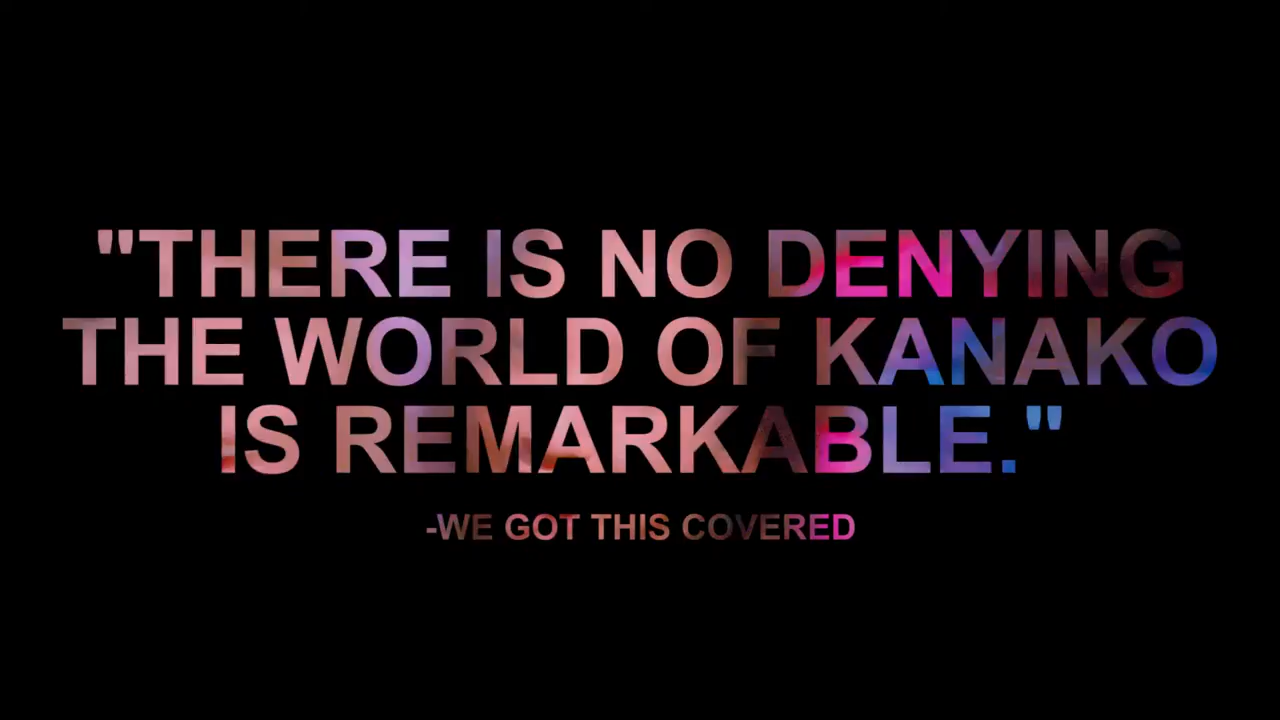 "THERE IS NO DENYING
THE WORLD OF KANAKO
IS REMARKABLE."
-WE GOT THIS COVERED